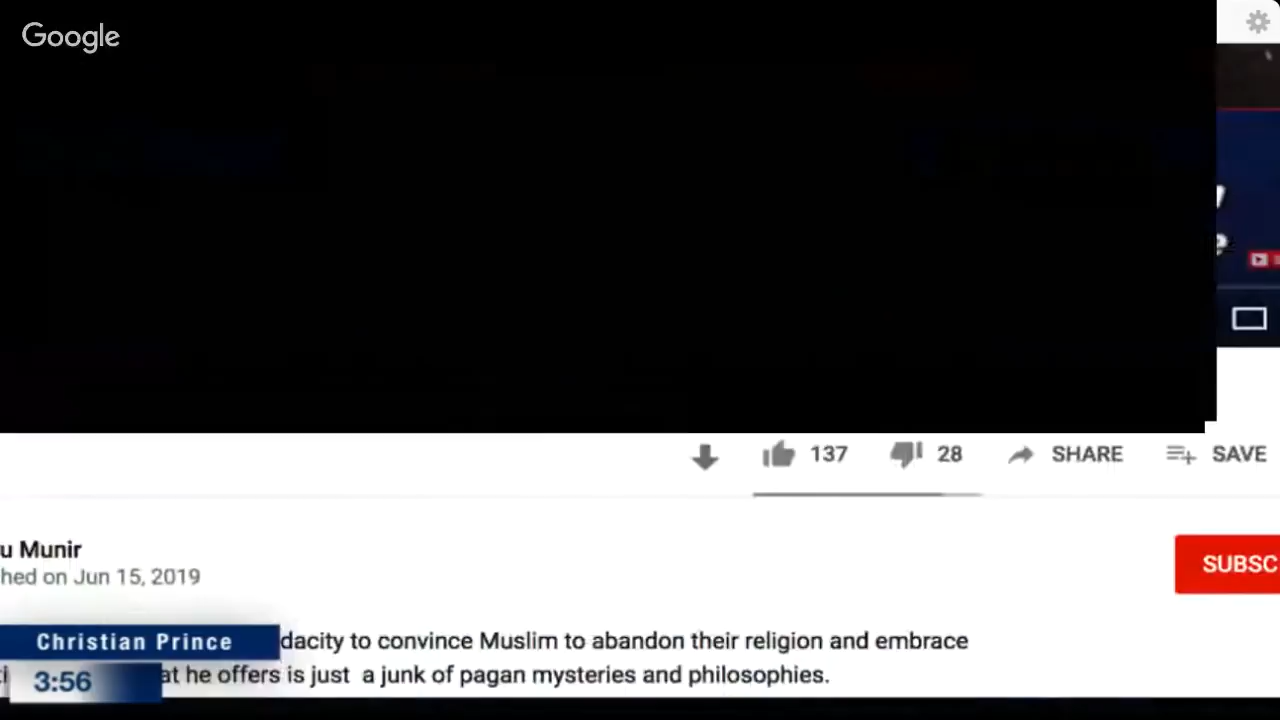 Google
137 28 SHARE SAVE
u Munir
hed on Jun 15, 2019
SUBSC
Christian Prince
dacity to convince Muslim to abandon their religion and embrace
3:56
at he offers is just a junk of pagan mysteries and philosophies.